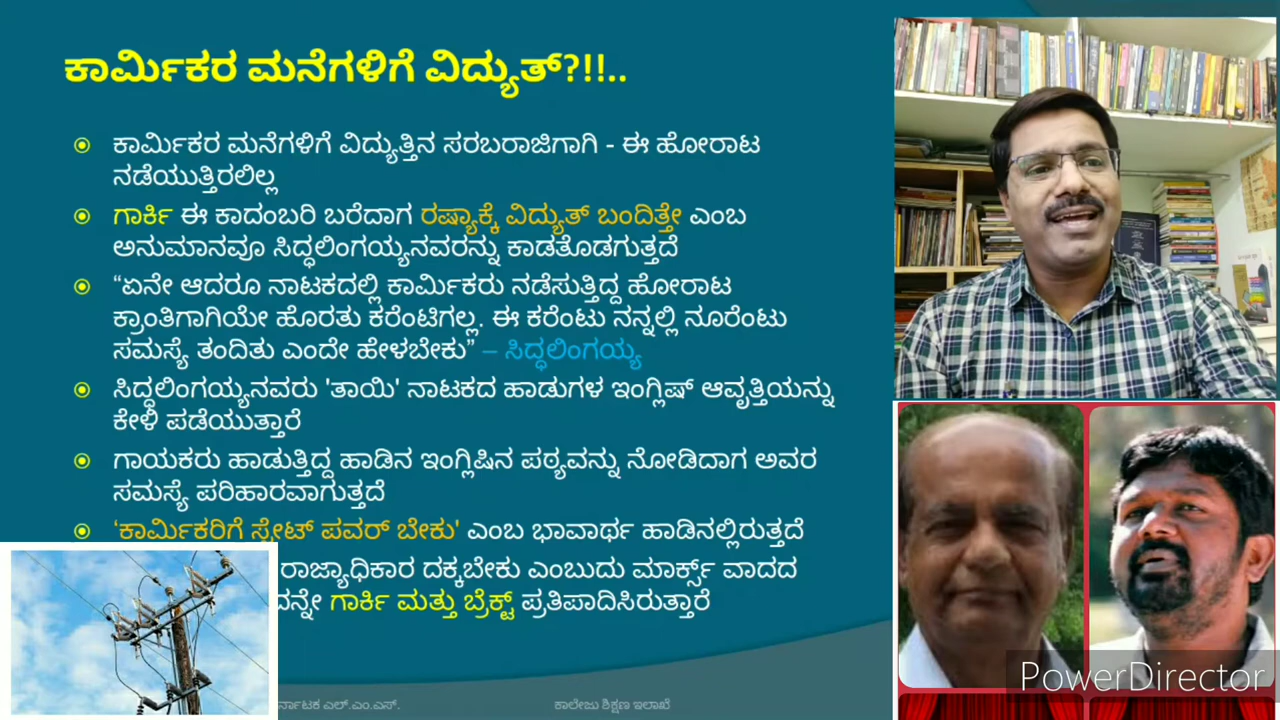 ಕಾರ್ಮಿಕರ ಮನೆಗಳಿಗೆ ವಿದ್ಯುತ್?!!..
ಕಾರ್ಮಿಕರ ಮನೆಗಳಿಗೆ ವಿದ್ಯುತ್ತಿನ ಸರಬರಾಜಿಗಾಗಿ - ಈ ಹೋರಾಟ
ನಡೆಯುತ್ತಿರಲಿಲ್ಲ
ಗಾರ್ಕಿ ಈ ಕಾದಂಬರಿ ಬರೆದಾಗ ರಷ್ಯಾಕ್ಕೆ ವಿದ್ಯುತ್ ಬಂದಿತ್ತೇ ಎಂಬ
ಅನುಮಾನವೂ ಸಿದ್ಧಲಿಂಗಯ್ಯನವರನ್ನು ಕಾಡತೊಡಗುತ್ತದೆ
“ಏನೇ ಆದರೂ ನಾಟಕದಲ್ಲಿ ಕಾರ್ಮಿಕರು ನಡೆಸುತ್ತಿದ್ದ ಹೋರಾಟ
ಕ್ರಾಂತಿಗಾಗಿಯೇ ಹೊರತು ಕರೆಂಟಿಗಲ್ಲ. ಈ ಕರೆಂಟು ನನ್ನಲ್ಲಿ ನೂರೆಂಟು
ಸಮಸ್ಯೆ ತಂದಿತು ಎಂದೇ ಹೇಳಬೇಕು” – ಸಿದ್ಧಲಿಂಗಯ್ಯ
ಸಿದ್ಧಲಿಂಗಯ್ಯನವರು 'ತಾಯಿ' ನಾಟಕದ ಹಾಡುಗಳ ಇಂಗ್ಲಿಷ್ ಆವೃತ್ತಿಯನ್ನು
ಕೇಳಿ ಪಡೆಯುತ್ತಾರೆ
ಗಾಯಕರು ಹಾಡುತ್ತಿದ್ದ ಹಾಡಿನ ಇಂಗ್ಲಿಷಿನ ಪಠ್ಯವನ್ನು ನೋಡಿದಾಗ ಅವರ
ಸಮಸ್ಯೆ ಪರಿಹಾರವಾಗುತ್ತದೆ
‘ಕಾರ್ಮಿಕರಿಗೆ ಸ್ಟೇಟ್ ಪವರ್ ಬೇಕು' ಎಂಬ ಭಾವಾರ್ಥ ಹಾಡಿನಲ್ಲಿರುತ್ತದೆ
ರಾಜ್ಯಾಧಿಕಾರ ದಕ್ಕಬೇಕು ಎಂಬುದು ಮಾರ್ಕ್ಸ್ ವಾದದ
ಗಾರ್ಕಿ ಮತ್ತು ಬ್ರೆಕ್ಟ್ ಪ್ರತಿಪಾದಿಸಿರುತ್ತಾರೆ
ಎಲ್.ಎಂ.ಎಸ್. ಕಾಲೇಜು ಶಿಕ್ಷಣ ಇಲಾಖೆ
PowerDirector